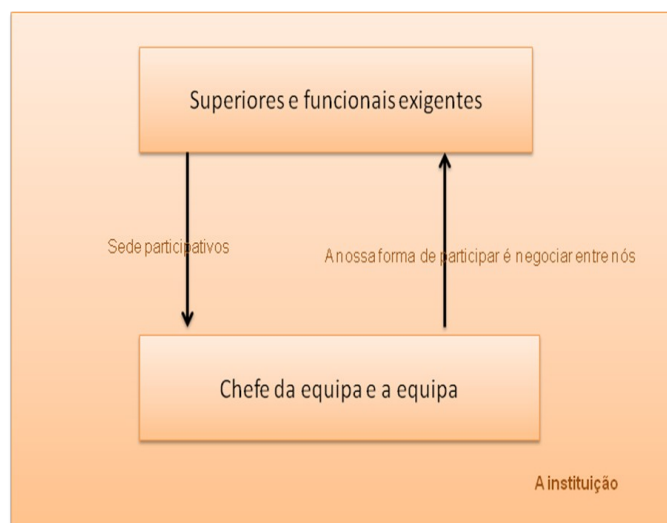 Superiores e funcionais exigentes
Sede participativos
A nossa forma de participar é negociar entre nós
Chefe da equipa e a equipa
A instituição